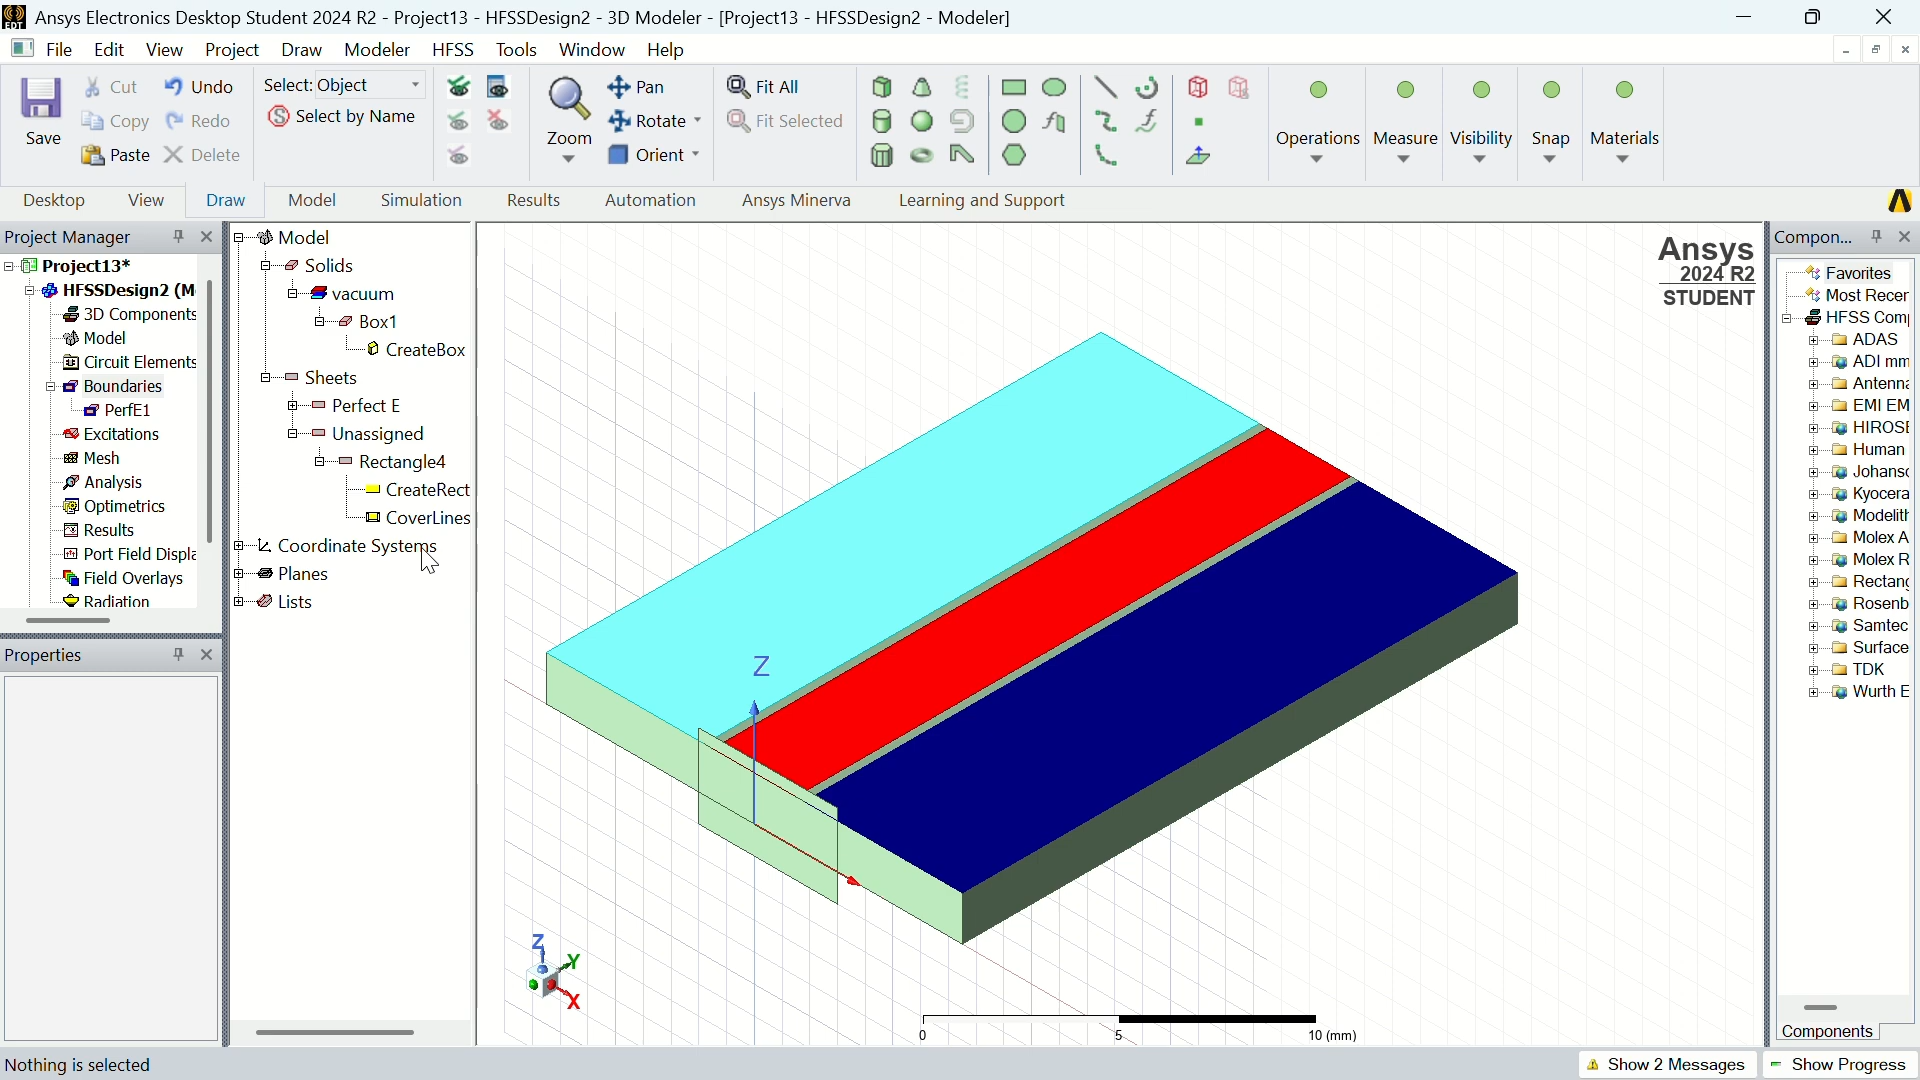 Ansys Electronics Desktop Student 2024 R2 - Project13 - HFSSDesign2 - 3D Modeler - [Project13 - HFSSDesign2 - Modeler]
File Edit View Project Draw Modeler HFSS Tools Window Help
Save
Cut
Copy
Paste
Undo
Redo
Delete
Select: Object
Select by Name
Zoom
Pan
Rotate
Orient
Fit All
Fit Selected
Operations
Measure
Visibility
Snap
Materials
Desktop View Draw Model Simulation Results Automation Ansys Minerva Learning and Support
Project Manager
Project13*
HFSSDesign2 (M
3D Components
Model
Circuit Elements
Boundaries
PerfE1
Excitations
Mesh
Analysis
Optimetrics
Results
Port Field Displa
Field Overlays
Radiation
Properties
Model
Solids
vacuum
Box1
CreateBox
Sheets
Perfect E
Unassigned
Rectangle4
CreateRect
CoverLines
Coordinate Systems
Planes
Lists
Ansys
2024 R2
STUDENT
Z
Z
Y
X
0 5 10 (mm)
Compon...
Favorites
Most Recer
HFSS Com
ADAS
ADI mm
Antenna
EMI EM
HIROSE
Human
Johanso
Kyocera
Modelith
Molex A
Molex R
Rectang
Rosenb
Samtec
Surface
TDK
Wurth E
Components
Nothing is selected
Show 2 Messages
Show Progress